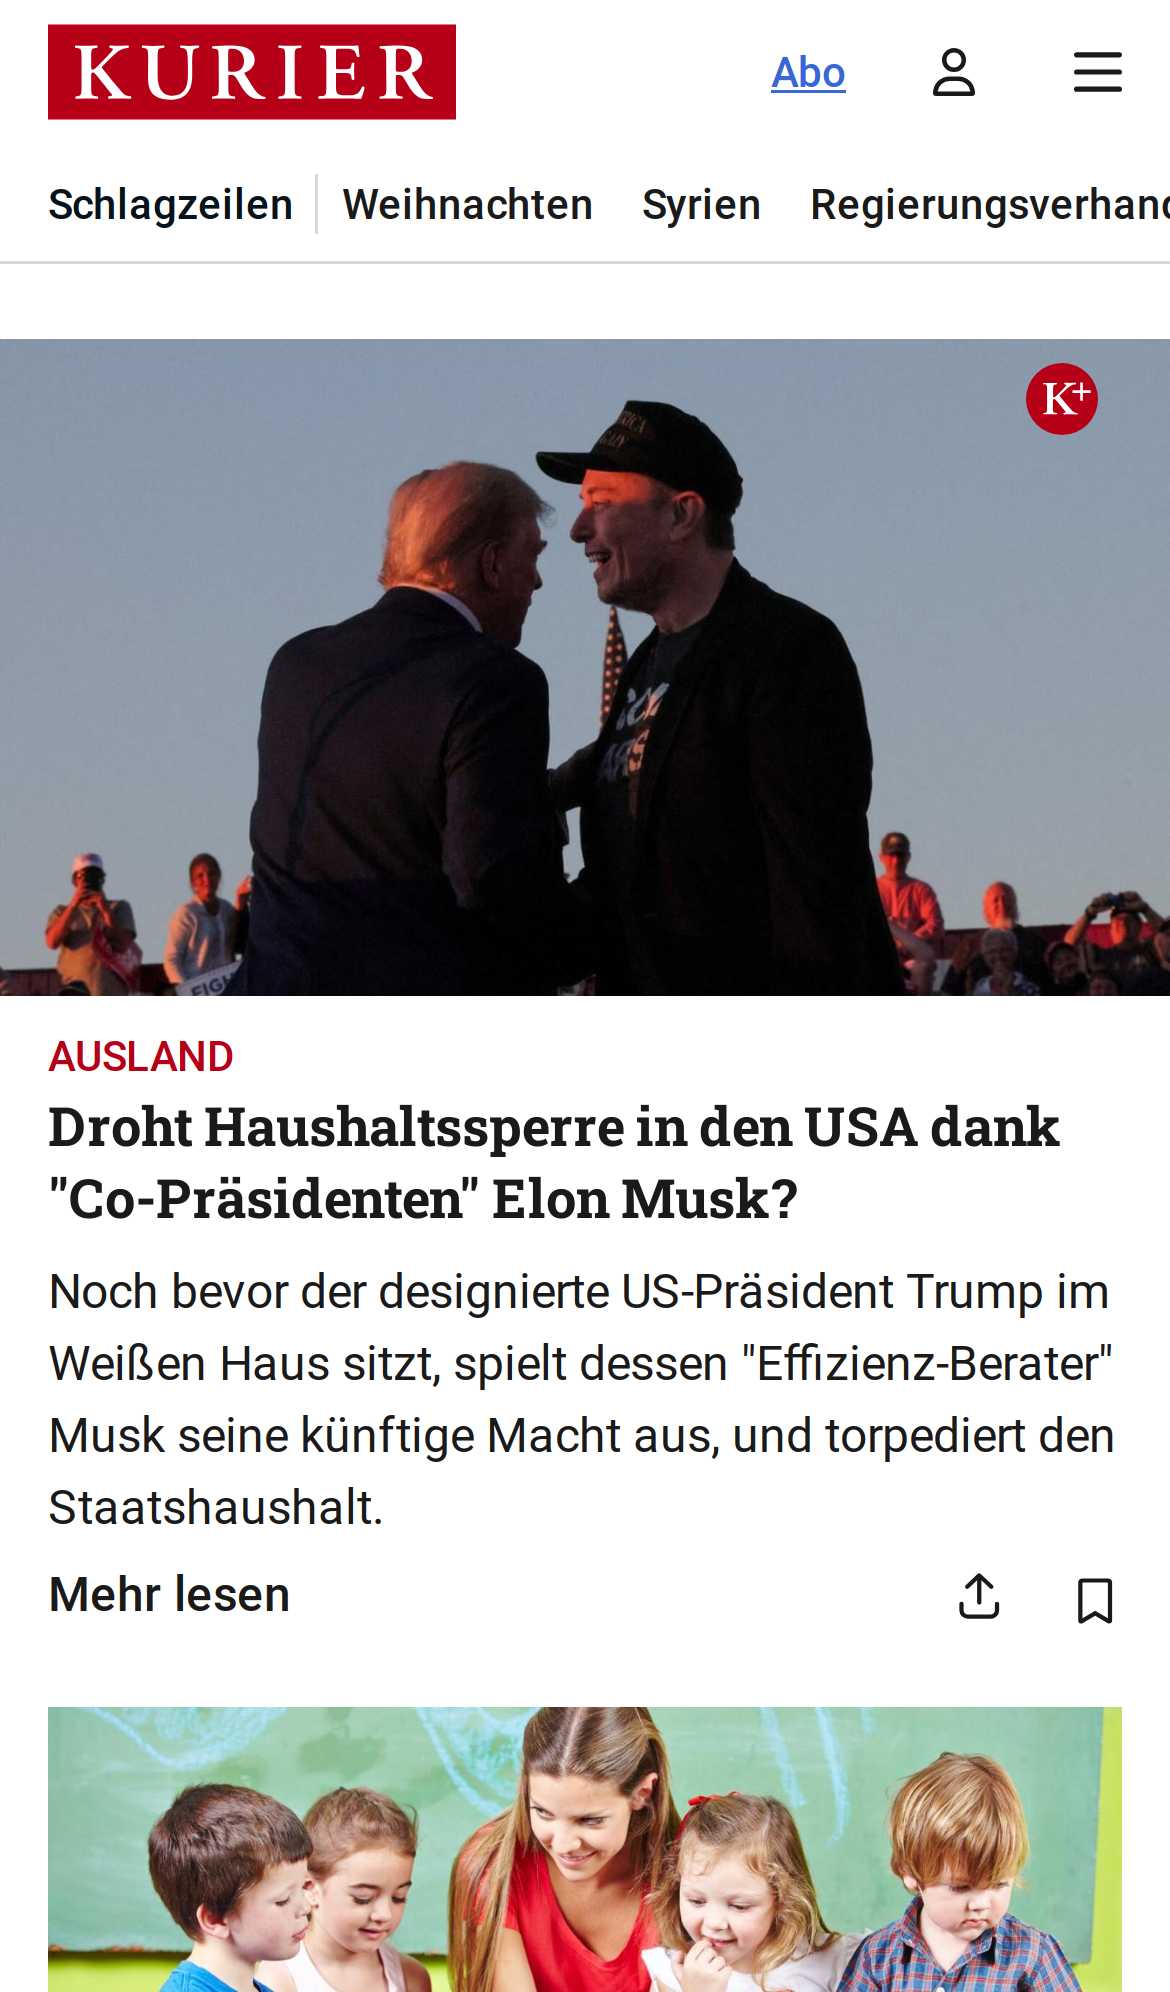 KURIER
Abo
Schlagzeilen
Weihnachten
Syrien
Regierungsverhand
K+
FIGH
AUSLAND
Droht Haushaltssperre in den USA dank
"Co-Präsidenten" Elon Musk?
Noch bevor der designierte US-Präsident Trump im
Weißen Haus sitzt, spielt dessen "Effizienz-Berater"
Musk seine künftige Macht aus, und torpediert den
Staatshaushalt.
Mehr lesen